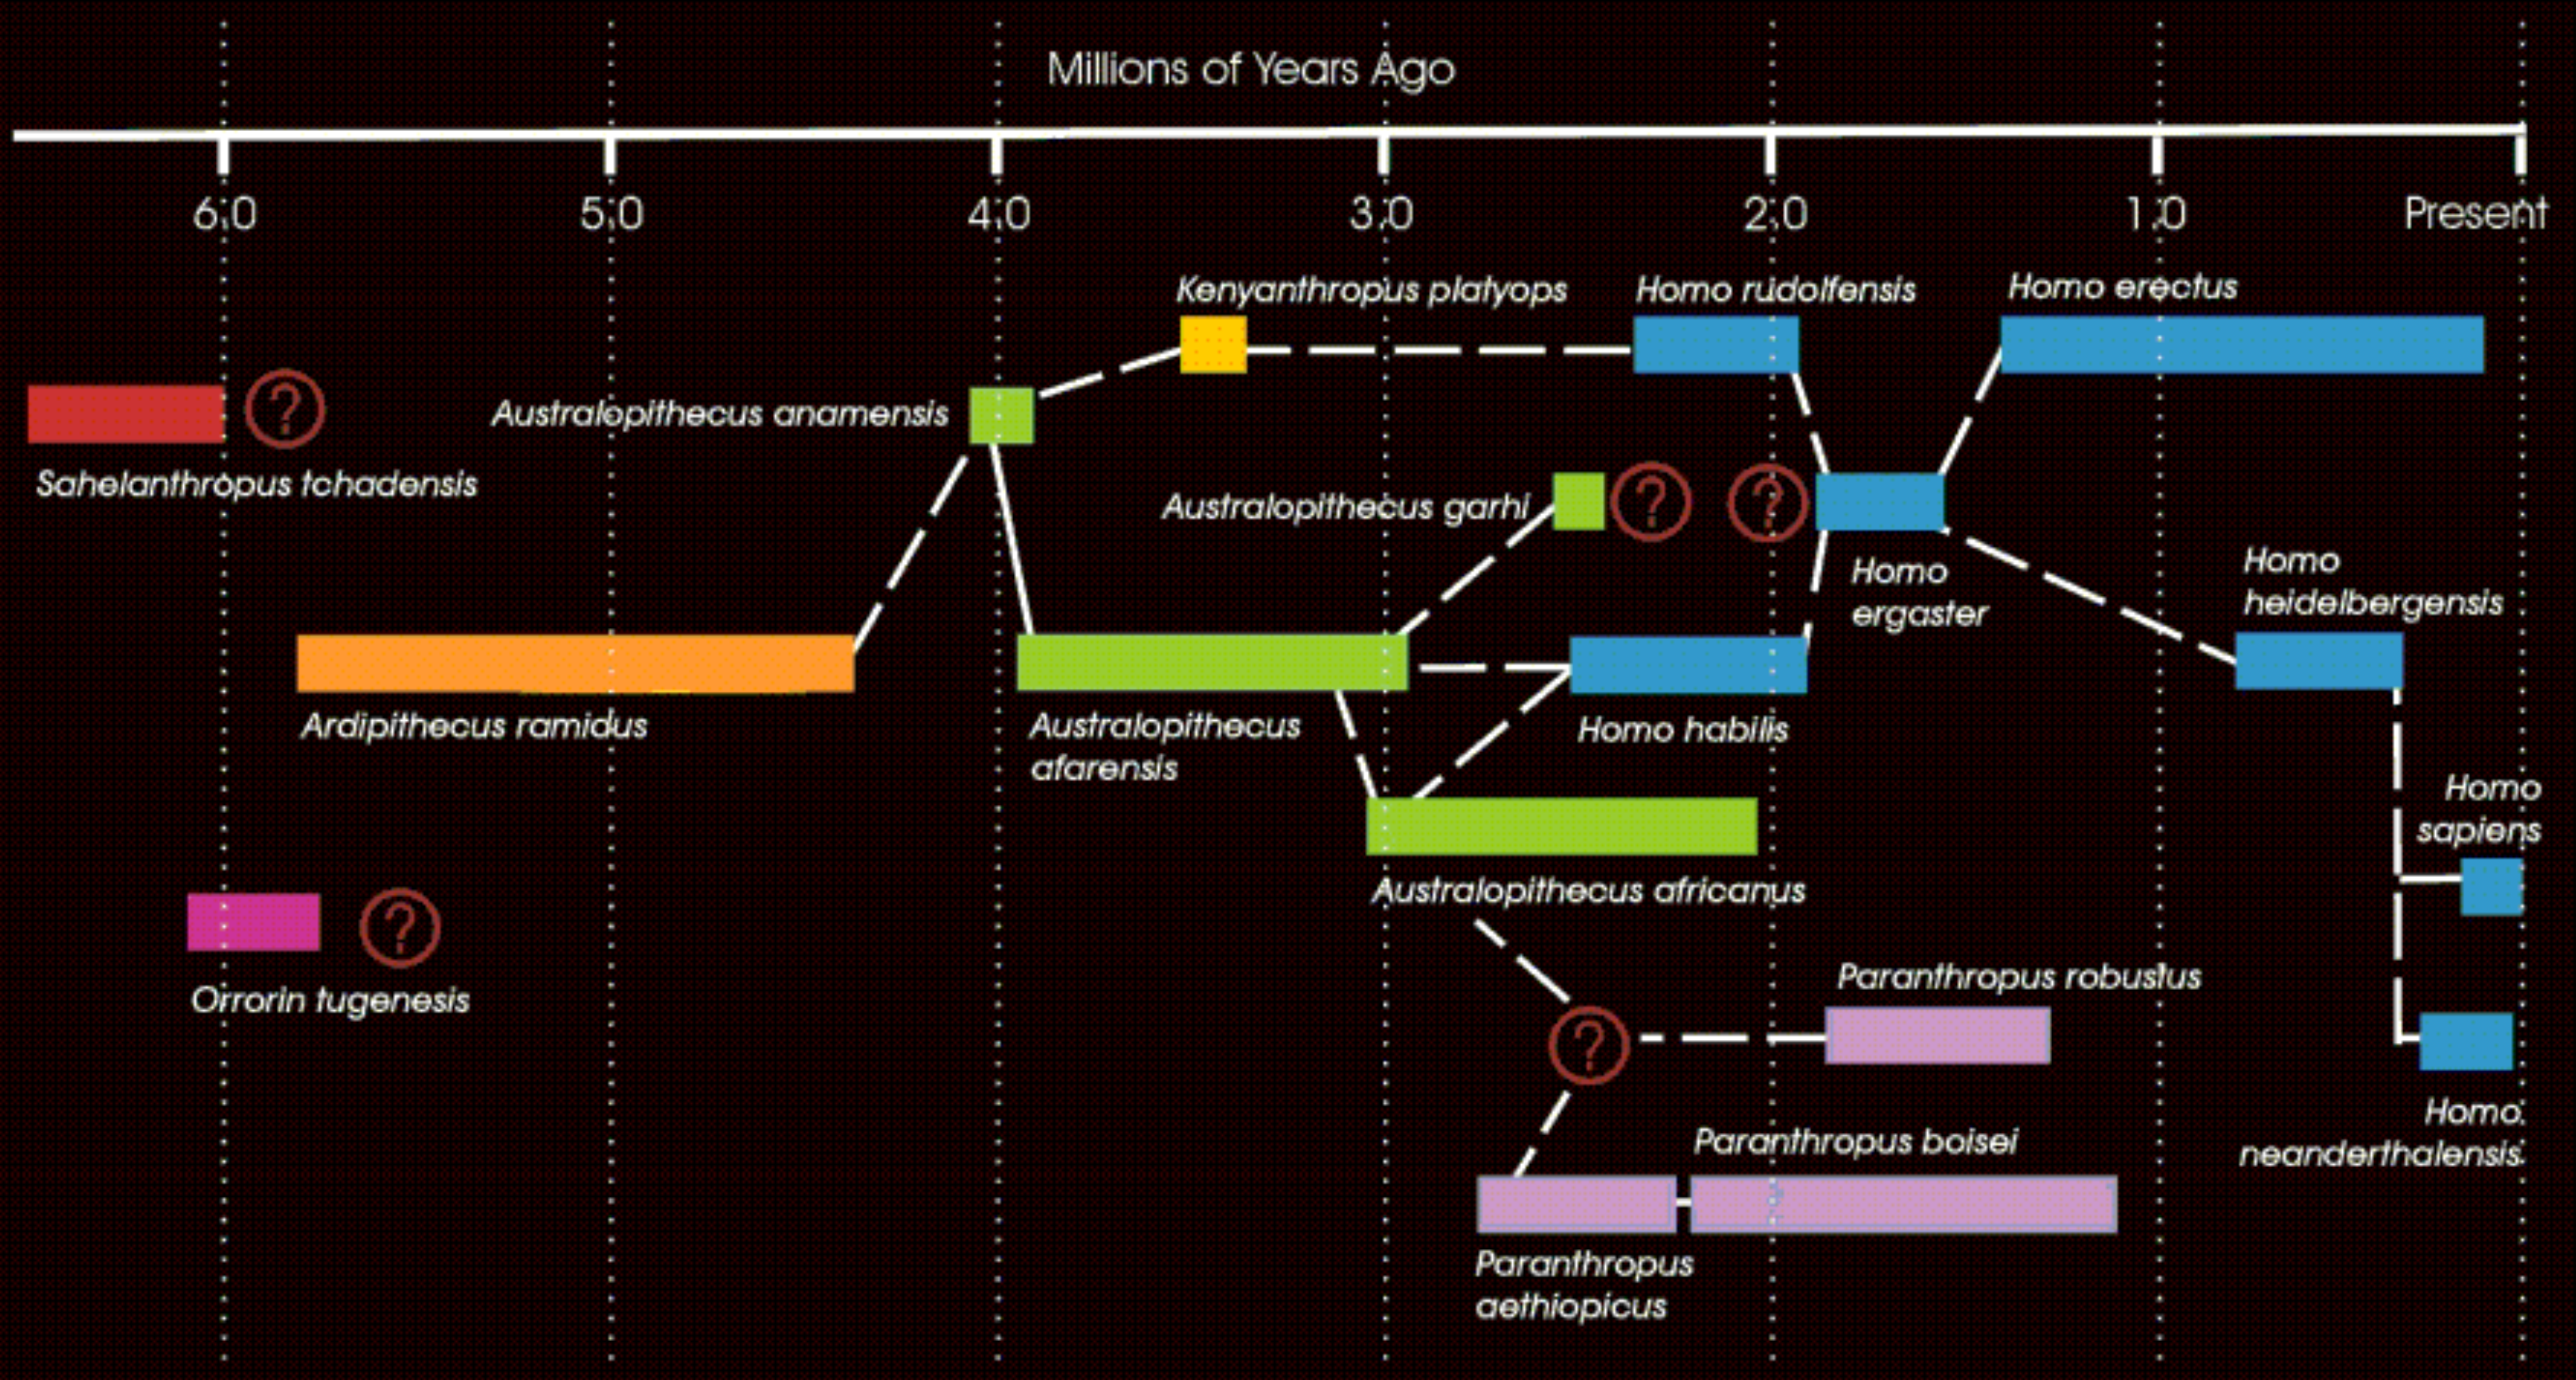 Millions of Years Ago
6.0 5.0 4.0 3.0 2.0 1.0 Present
Kenyanthropus platyops
Homo rudolfensis
Homo erectus
?
Australopithecus anamensis
Sahelanthropus tchadensis
Australopithecus garhi
? ?
Homo
ergaster
Homo
heidelbergensis
Ardipithecus ramidus
Australopithecus
afarensis
Homo habilis
Homo
sapiens
Australopithecus africanus
?
Orrorin tugenesis
Paranthropus robustus
?
Homo
neanderthalensis
Paranthropus boisei
Paranthropus
aethiopicus